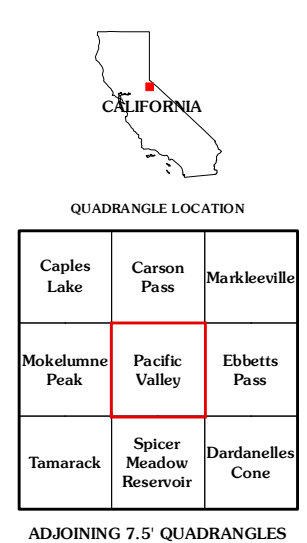 CALIFORNIA
QUADRANGLE LOCATION
Caples
Lake
Carson
Pass
Markleeville
Mokelumne
Peak
Pacific
Valley
Ebbetts
Pass
Tamarack
Spicer
Meadow
Reservoir
Dardanelles
Cone
ADJOINING 7.5' QUADRANGLES